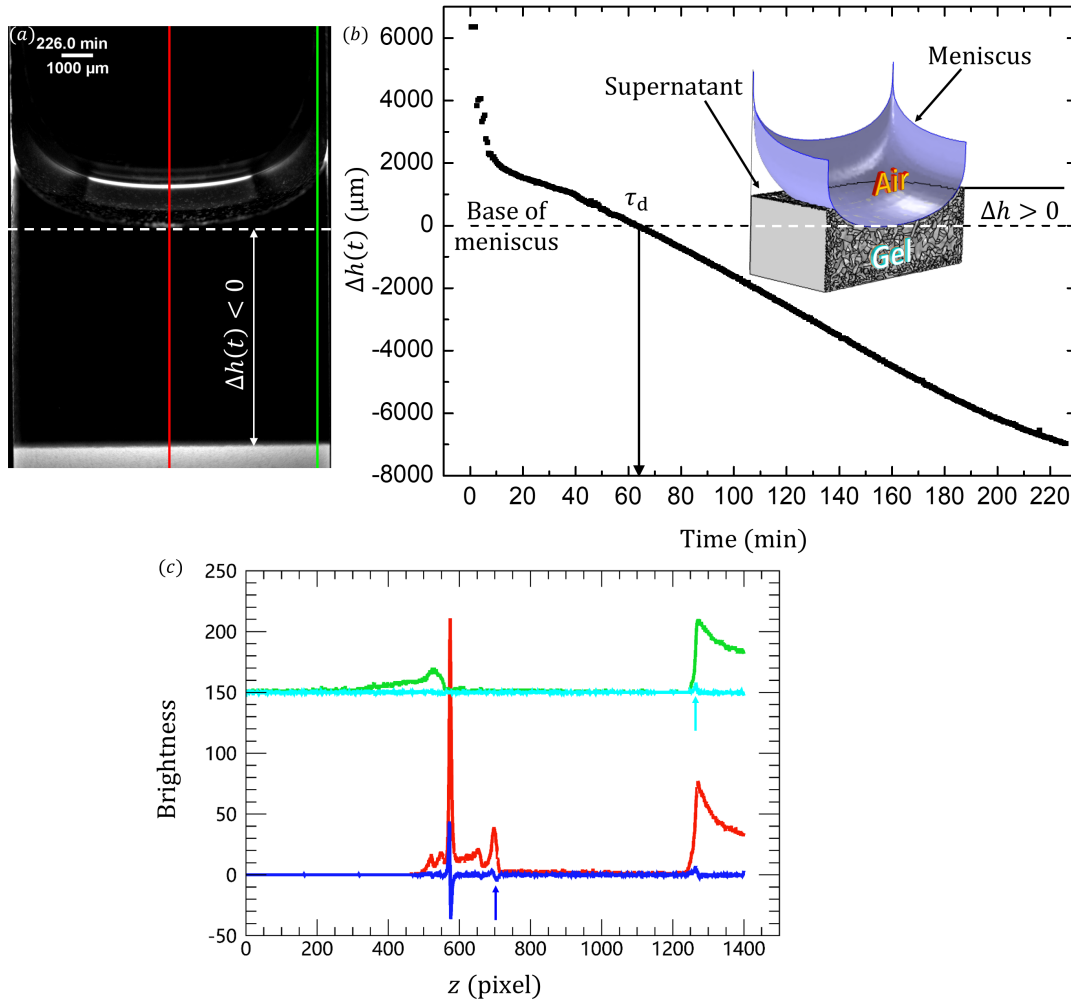 (a)
226.0 min
1000 µm
Δh(t) < 0
(b)
6000
4000
2000
0
-2000
-4000
-6000
-8000
Δh(t) (µm)
0 20 40 60 80 100 120 140 160 180 200 220
Time (min)
Base of
meniscus
τd
Supernatant
Meniscus
Air
Gel
Δh > 0
(c)
250
200
150
100
50
0
-50
Brightness
0 200 400 600 800 1000 1200 1400
z (pixel)